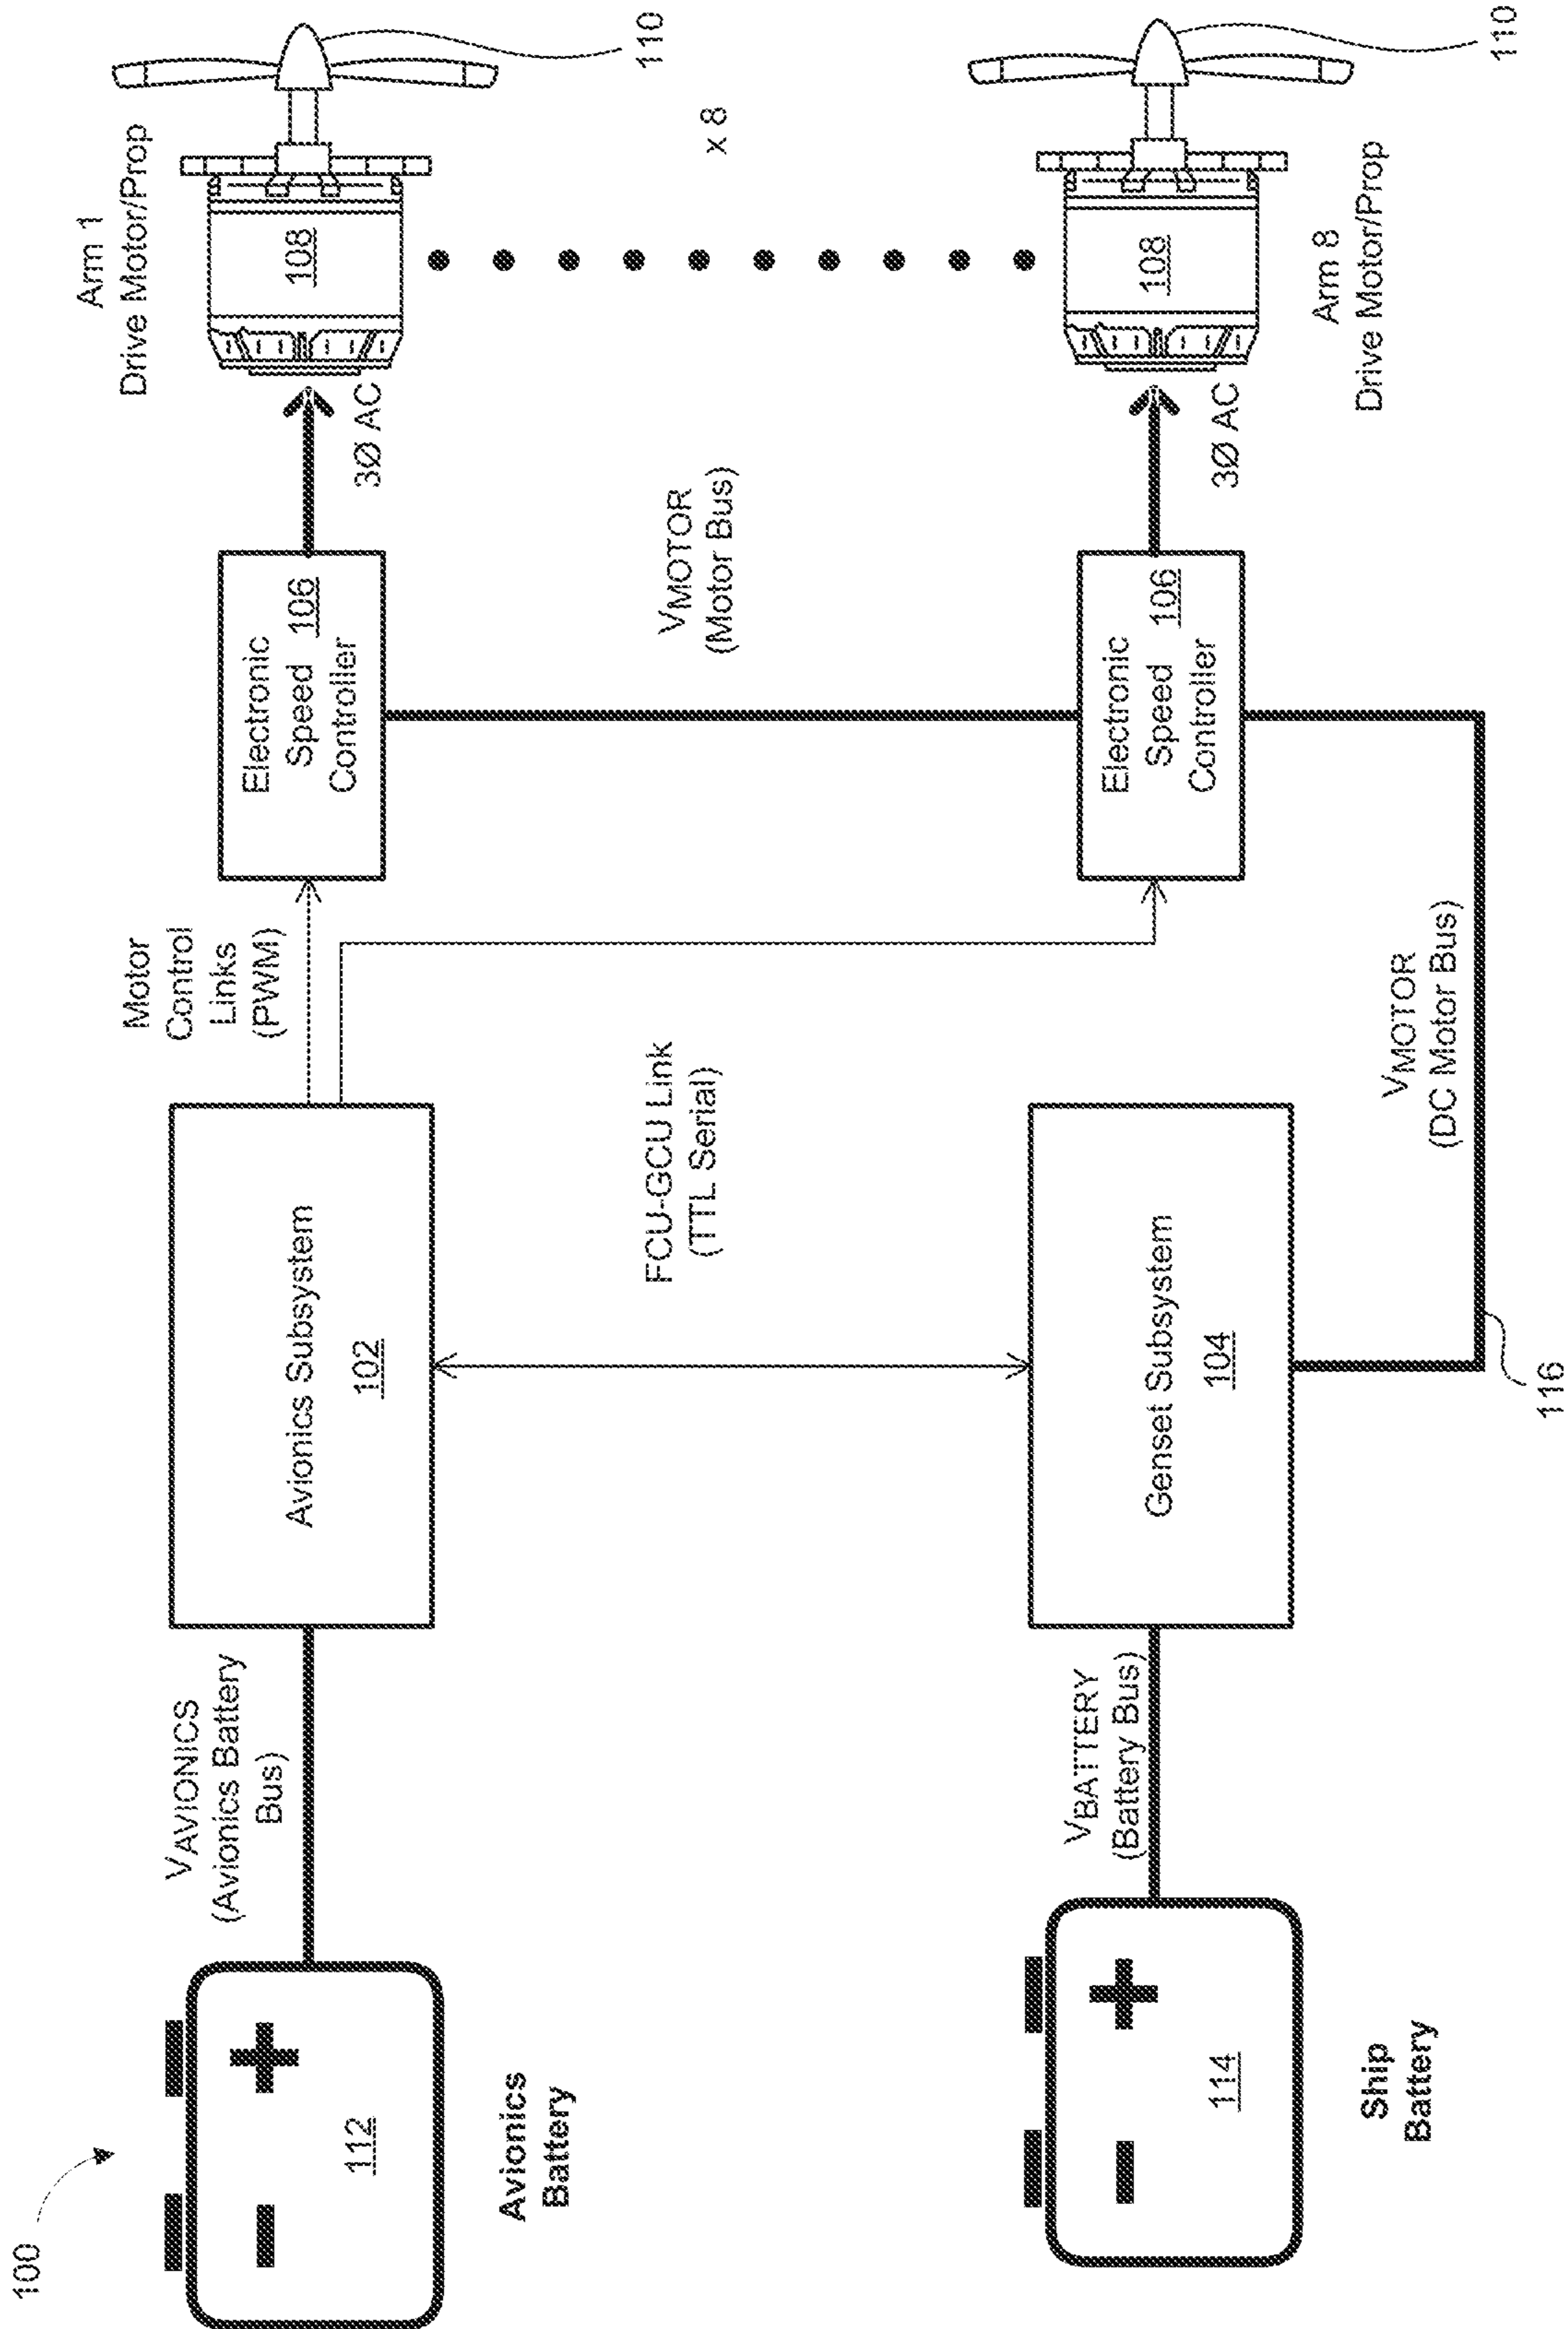 100
112
Avionics
Battery
VAVIONICS
(Avionics Battery
Bus)
Avionics Subsystem
102
Motor
Control
Links
(PWM)
Electronic
Speed 106
Controller
3Ø AC
Arm 1
Drive Motor/Prop
108
110
FCU-GCU Link
(TTL Serial)
VMOTOR
(Motor Bus)
x 8
114
Ship
Battery
VBATTERY
(Battery Bus)
Genset Subsystem
104
116
VMOTOR
(DC Motor Bus)
Electronic
Speed 106
Controller
3Ø AC
108
Arm 8
Drive Motor/Prop
110